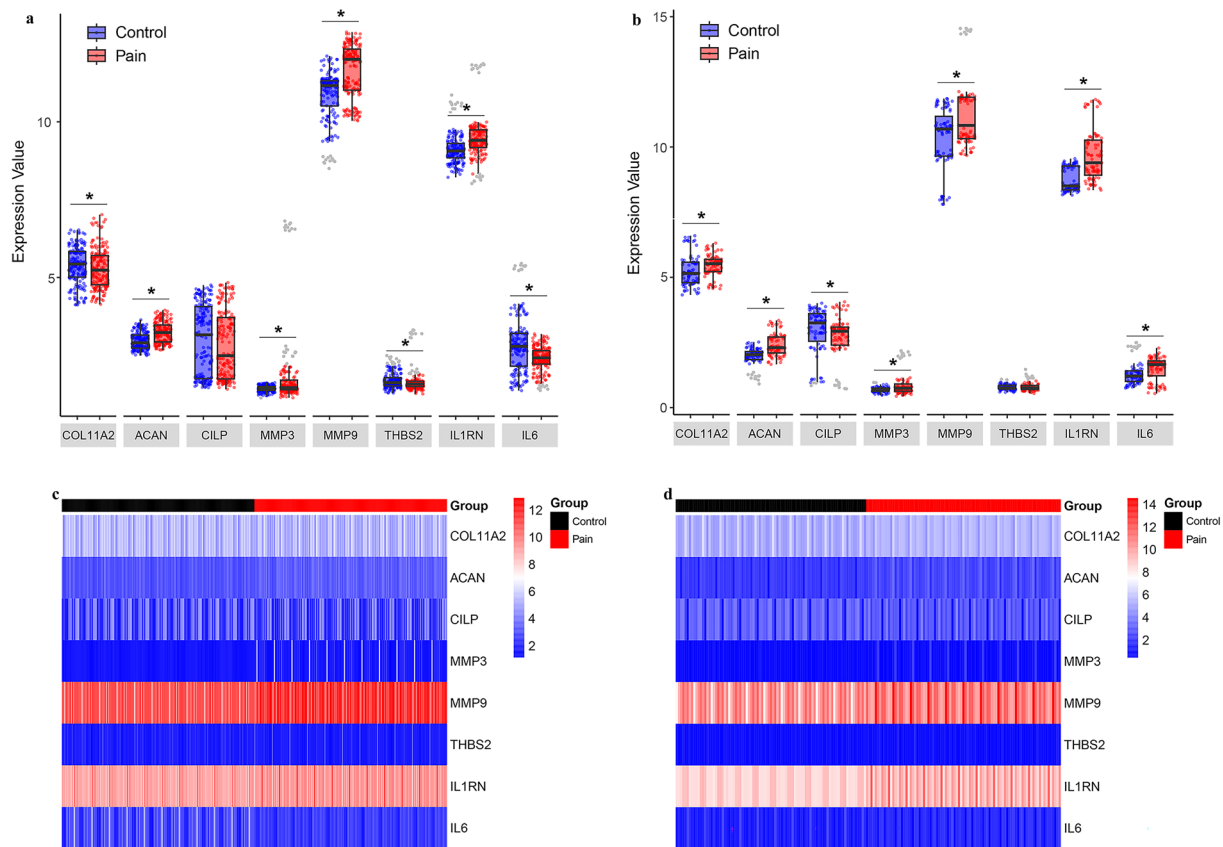 a
Control
Pain
Expression Value
10
5
*
*
*
*
*
*
*
COL11A2 ACAN CILP MMP3 MMP9 THBS2 IL1RN IL6
b
Control
Pain
Expression Value
15
10
5
0
*
*
*
*
*
*
*
COL11A2 ACAN CILP MMP3 MMP9 THBS2 IL1RN IL6
c
Group
COL11A2
ACAN
CILP
MMP3
MMP9
THBS2
IL1RN
IL6
12
10
8
6
4
2
Group
Control
Pain
d
Group
COL11A2
ACAN
CILP
MMP3
MMP9
THBS2
IL1RN
IL6
14
12
10
8
6
4
2
Group
Control
Pain